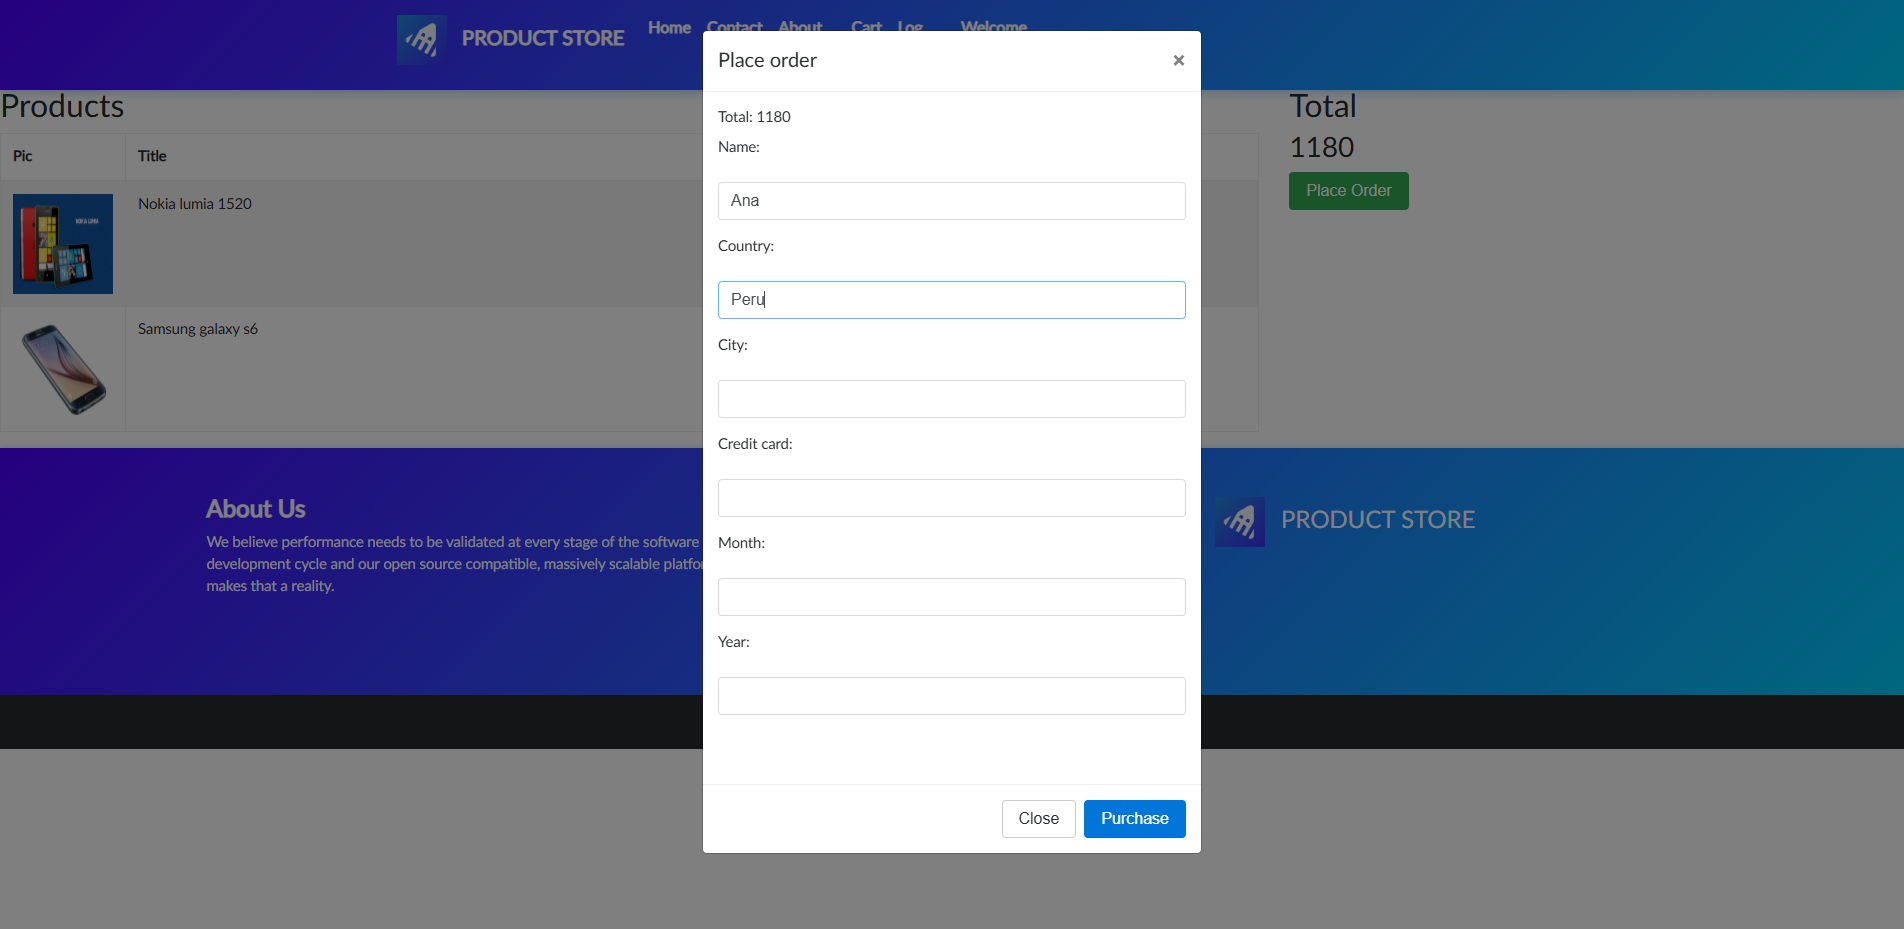 PRODUCT STORE
Home Contact About Cart Log Welcome
Place order ×
Products
Pic Title
NOKIA LUMIA
Nokia lumia 1520
Samsung galaxy s6
Total: 1180
Name:
Ana
Country:
Peru
City:
Credit card:
Month:
Year:
Close Purchase
Total
1180
Place Order
About Us
We believe performance needs to be validated at every stage of the software
development cycle and our open source compatible, massively scalable
makes that a reality.
PRODUCT STORE